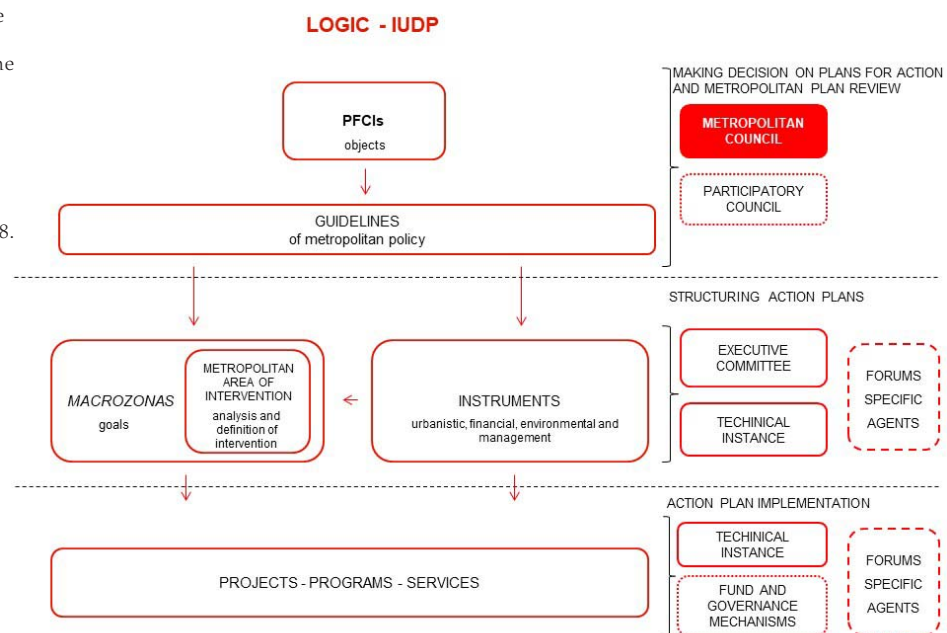 e
ne
8.
LOGIC - IUDP
PFCIs
objects
GUIDELINES
of metropolitan policy
MAKING DECISION ON PLANS FOR ACTION
AND METROPOLITAN PLAN REVIEW
METROPOLITAN
COUNCIL
PARTICIPATORY
COUNCIL
MACROZONAS
goals
METROPOLITAN
AREA OF
INTERVENTION
analysis and
definition of
intervention
INSTRUMENTS
urbanistic, financial, environmental and
management
STRUCTURING ACTION PLANS
EXECUTIVE
COMMITTEE
TECHNICAL
INSTANCE
FORUMS
SPECIFIC
AGENTS
PROJECTS - PROGRAMS - SERVICES
ACTION PLAN IMPLEMENTATION
TECHNICAL
INSTANCE
FUND AND
GOVERNANCE
MECHANISMS
FORUMS
SPECIFIC
AGENTS